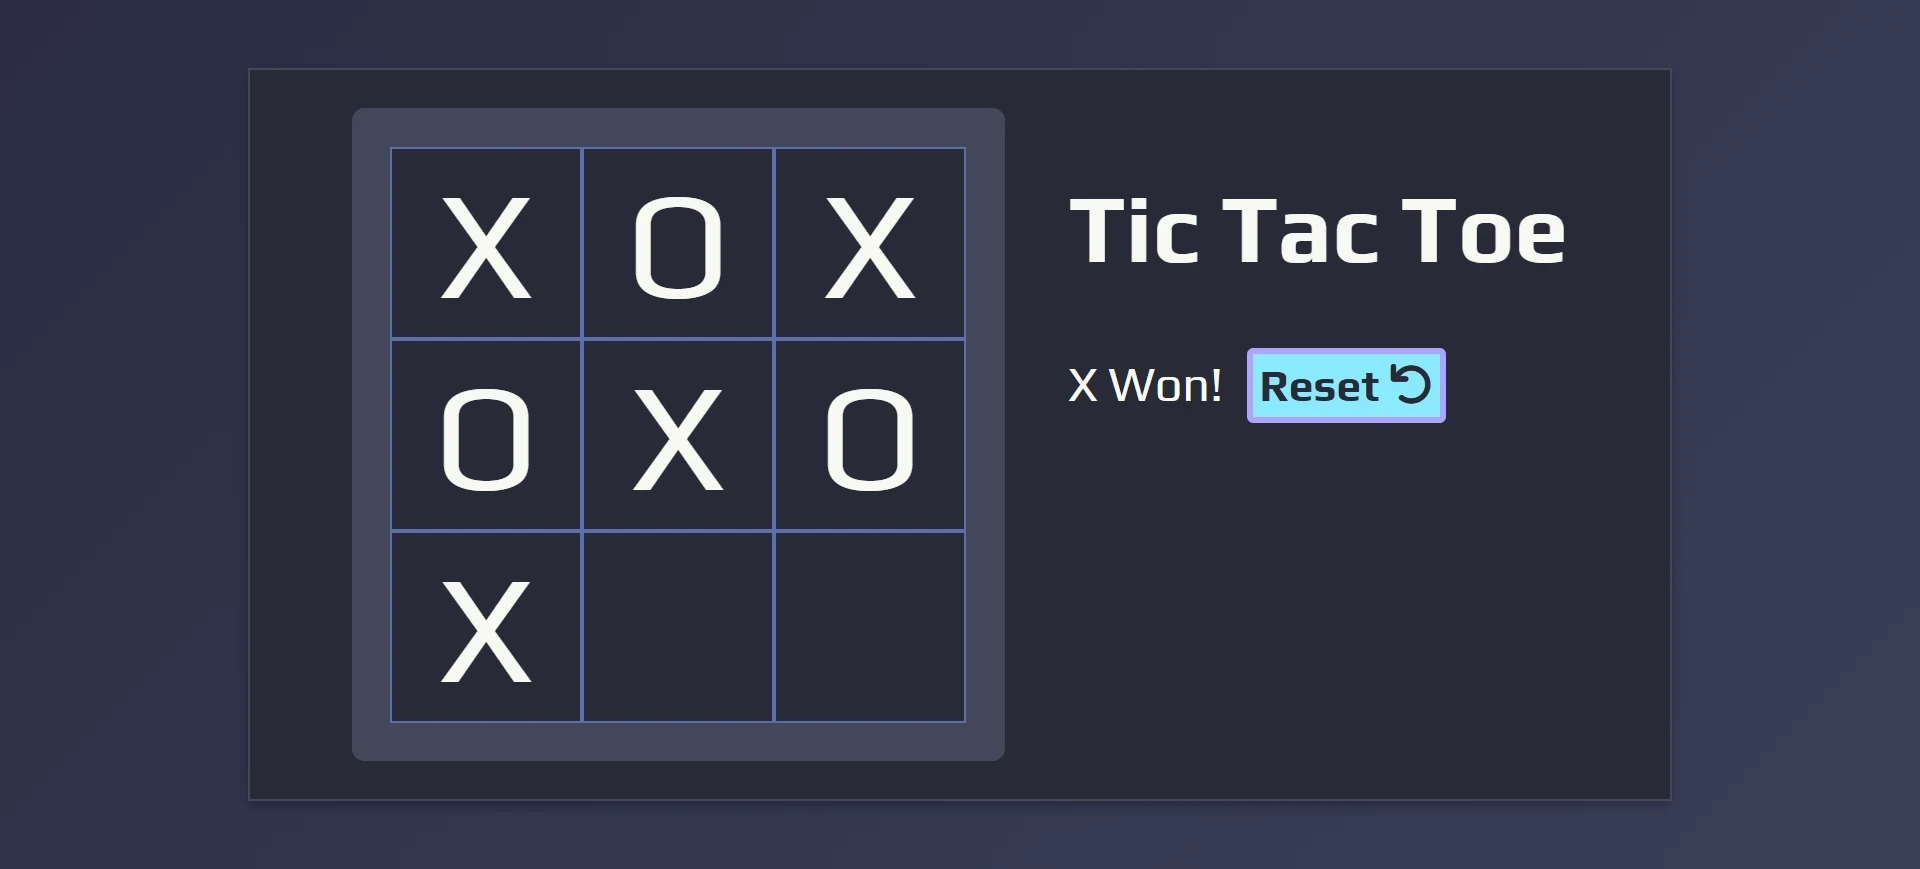 X O X
O X O
X
Tic Tac Toe
X Won! Reset